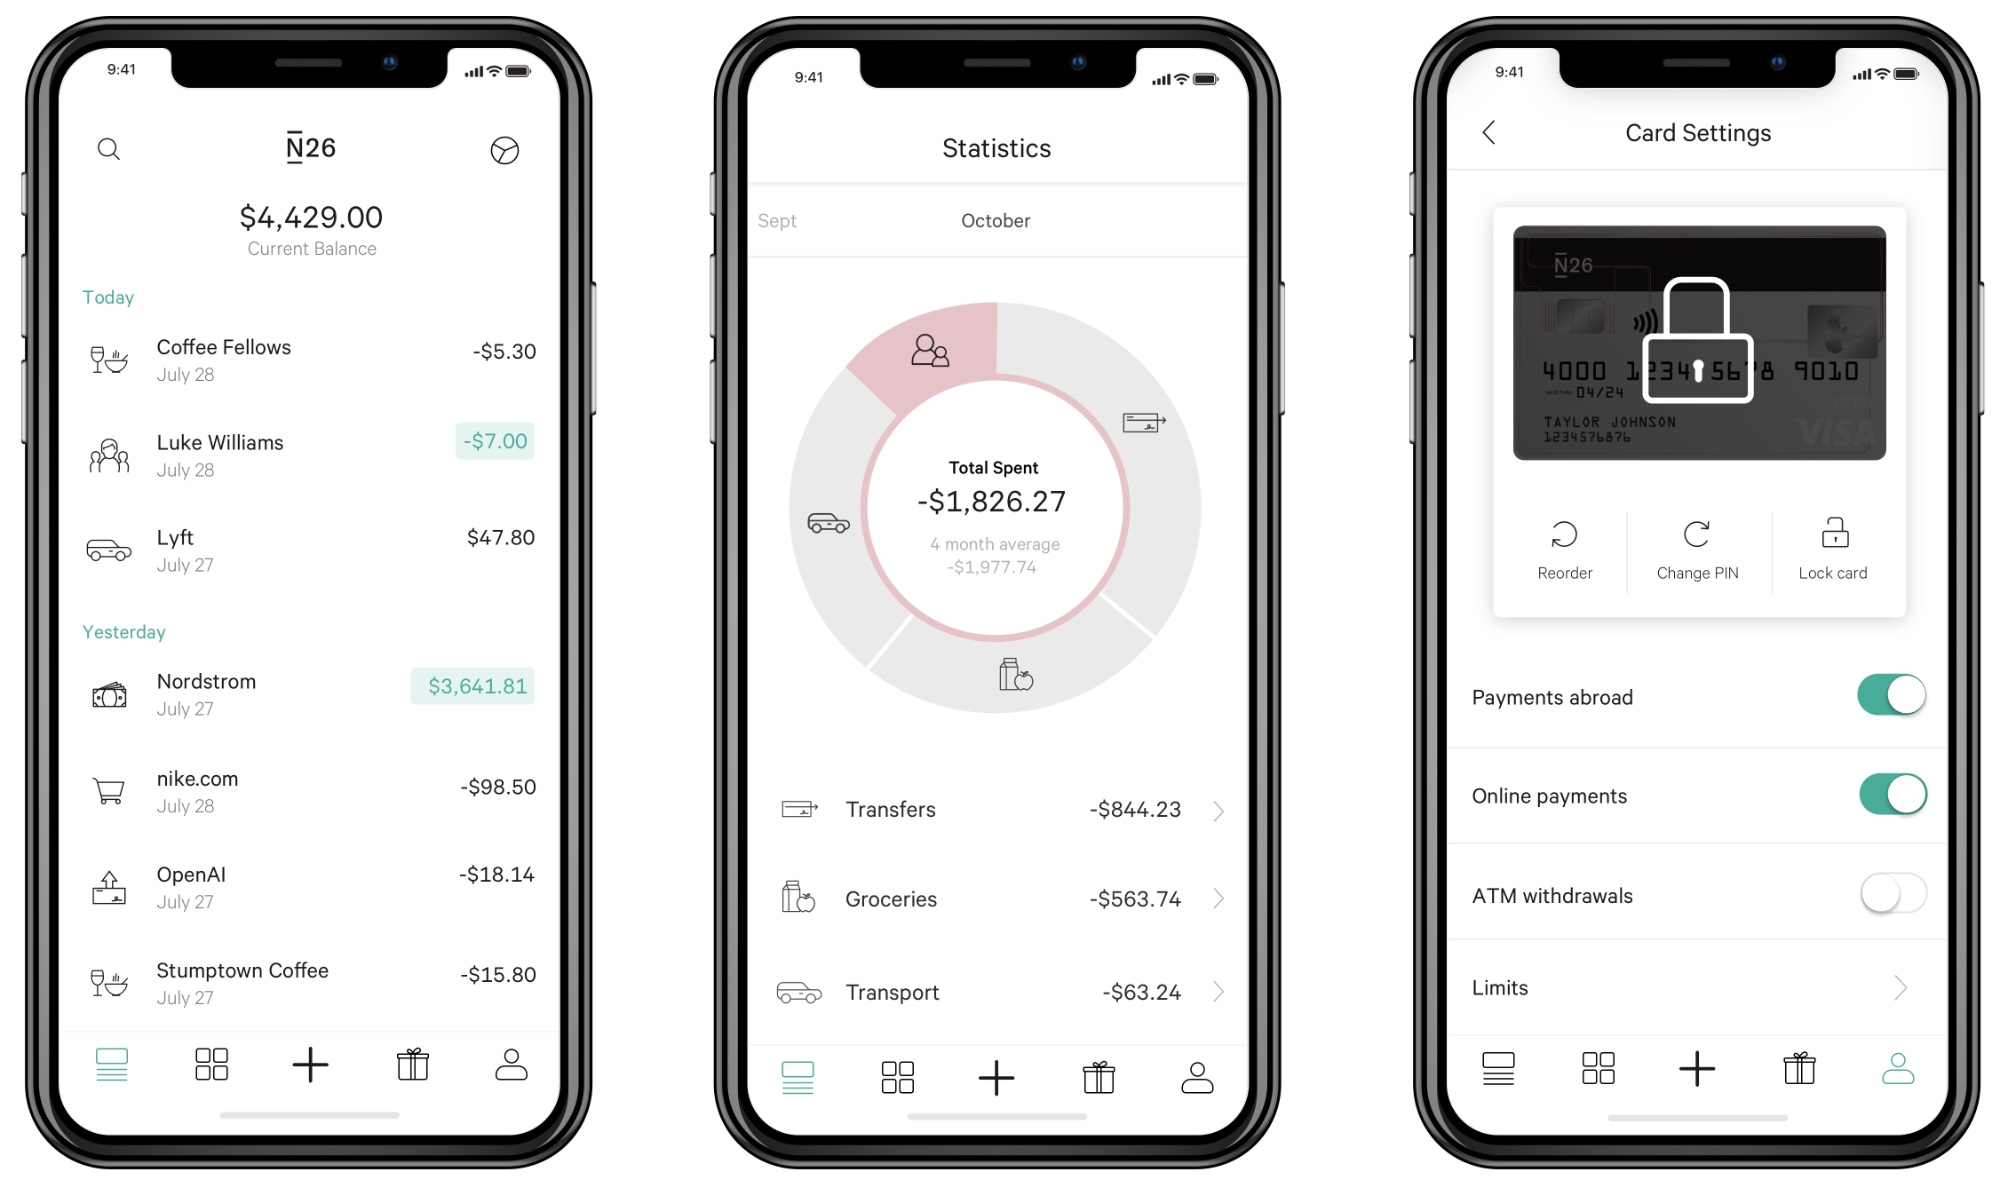 9:41
N26
$4,429.00
Current Balance
Today
Coffee Fellows -$5.30
July 28
Luke Williams -$7.00
July 28
Lyft $47.80
July 27
Yesterday
Nordstrom $3,641.81
July 27
nike.com -$98.50
July 28
OpenAI -$18.14
July 27
Stumptown Coffee -$15.80
July 27
9:41
Statistics
Sept October
Total Spent
-$1,826.27
4 month average
-$1,977.74
Transfers -$844.23
Groceries -$563.74
Transport -$63.24
9:41
Card Settings
N26
4000 1234 5678 9010
04/24
TAYLOR JOHNSON
1234576876
VISA
Reorder Change PIN Lock card
Payments abroad
Online payments
ATM withdrawals
Limits